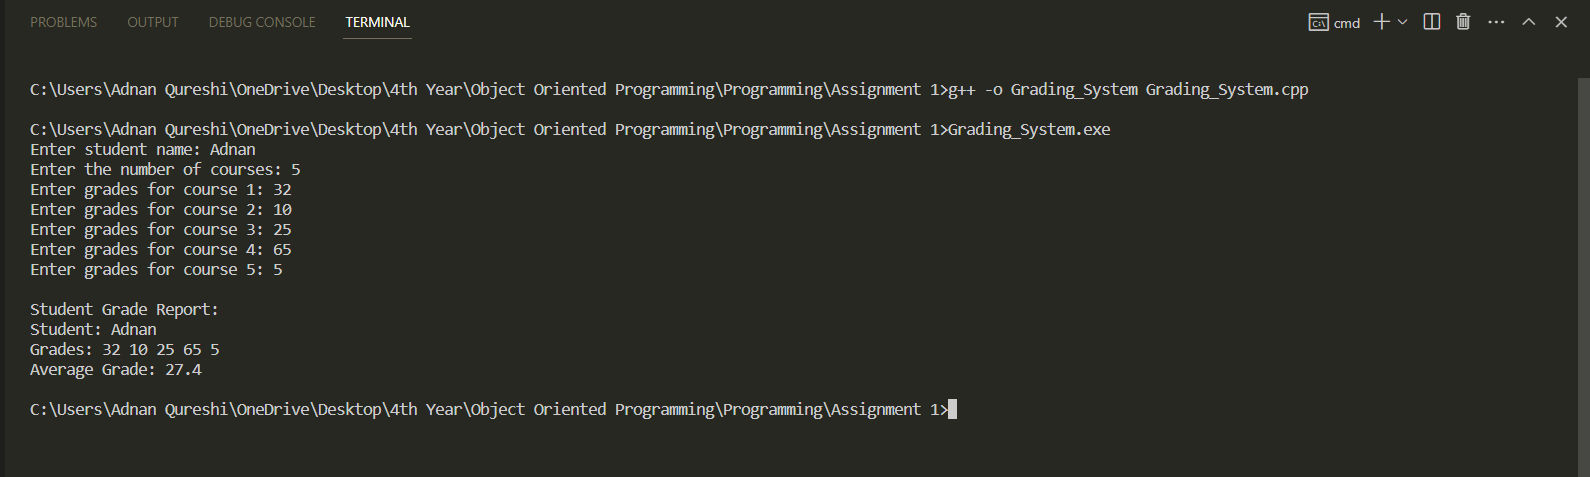 PROBLEMS OUTPUT DEBUG CONSOLE TERMINAL cmd
C:\Users\Adnan Qureshi\OneDrive\Desktop\4th Year\Object Oriented Programming\Programming\Assignment 1>g++ -o Grading_System Grading_System.cpp
C:\Users\Adnan Qureshi\OneDrive\Desktop\4th Year\Object Oriented Programming\Programming\Assignment 1>Grading_System.exe
Enter student name: Adnan
Enter the number of courses: 5
Enter grades for course 1: 32
Enter grades for course 2: 10
Enter grades for course 3: 25
Enter grades for course 4: 65
Enter grades for course 5: 5
Student Grade Report:
Student: Adnan
Grades: 32 10 25 65 5
Average Grade: 27.4
C:\Users\Adnan Qureshi\OneDrive\Desktop\4th Year\Object Oriented Programming\Programming\Assignment 1>